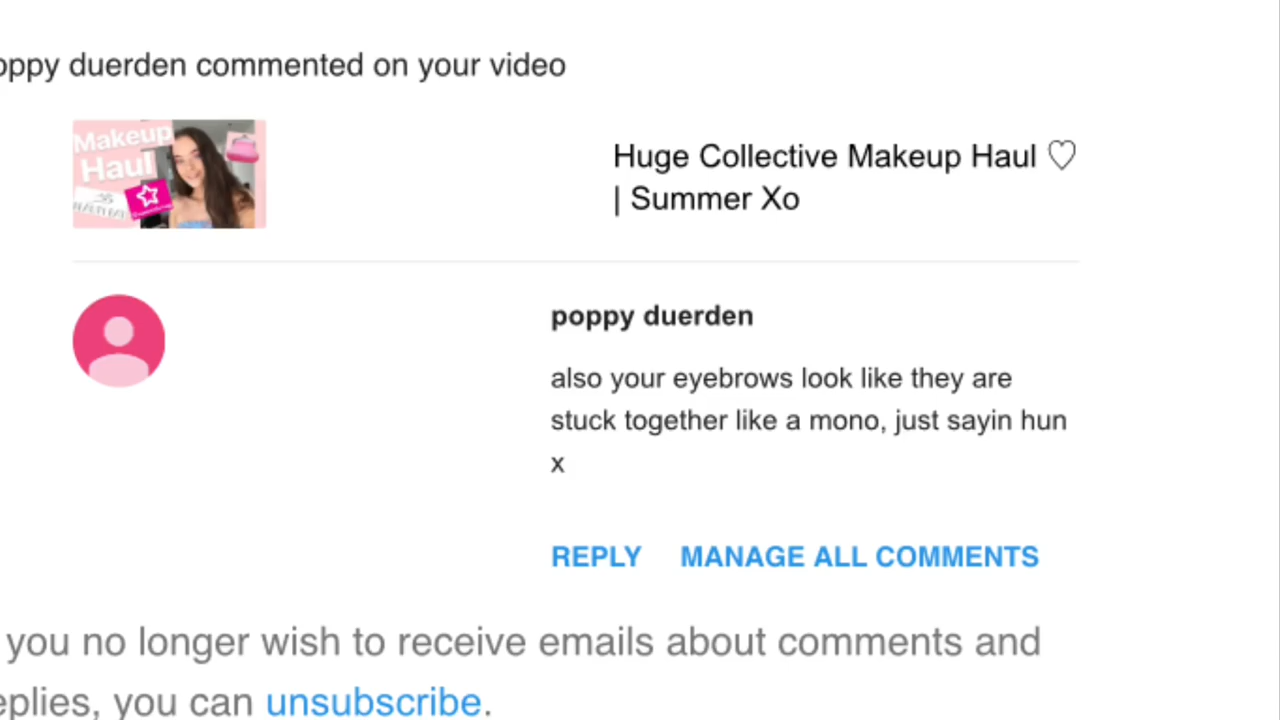 oppy duerden commented on your video
Makeup
Haul
Huge Collective Makeup Haul ♡
| Summer Xo
poppy duerden
also your eyebrows look like they are
stuck together like a mono, just sayin hun
x
REPLY MANAGE ALL COMMENTS
you no longer wish to receive emails about comments and
eplies, you can unsubscribe.